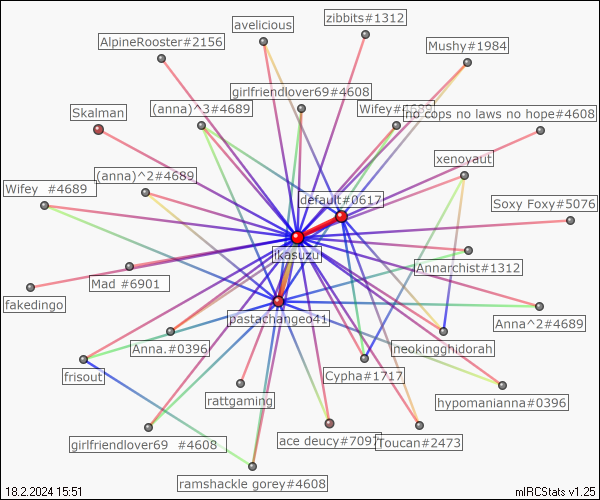 zibbits#1312
avelicious
AlpineRooster#2156
Mushy#1984
girlfriendlover69#4608
(anna)^3#4689
Wifey#4689
no cops no laws no hope#4608
Skalman
xenoyaut
(anna)^2#4689
Wifey  #4689
default#0617
Soxy Foxy#5076
ikasuzu
Annarchist#1312
Mad #6901
fakedingo
pastachangeo41
Anna^2#4689
Anna.#0396
heokingghidorah
frisout
Cypha#1717
rattgaming
hypomanianna#0396
girlfriendlover69  #4608
ace deucy#7097
Toucan#2473
ramshackle gorey#4608
18.2.2024 15:51
mIRCStats v1.25